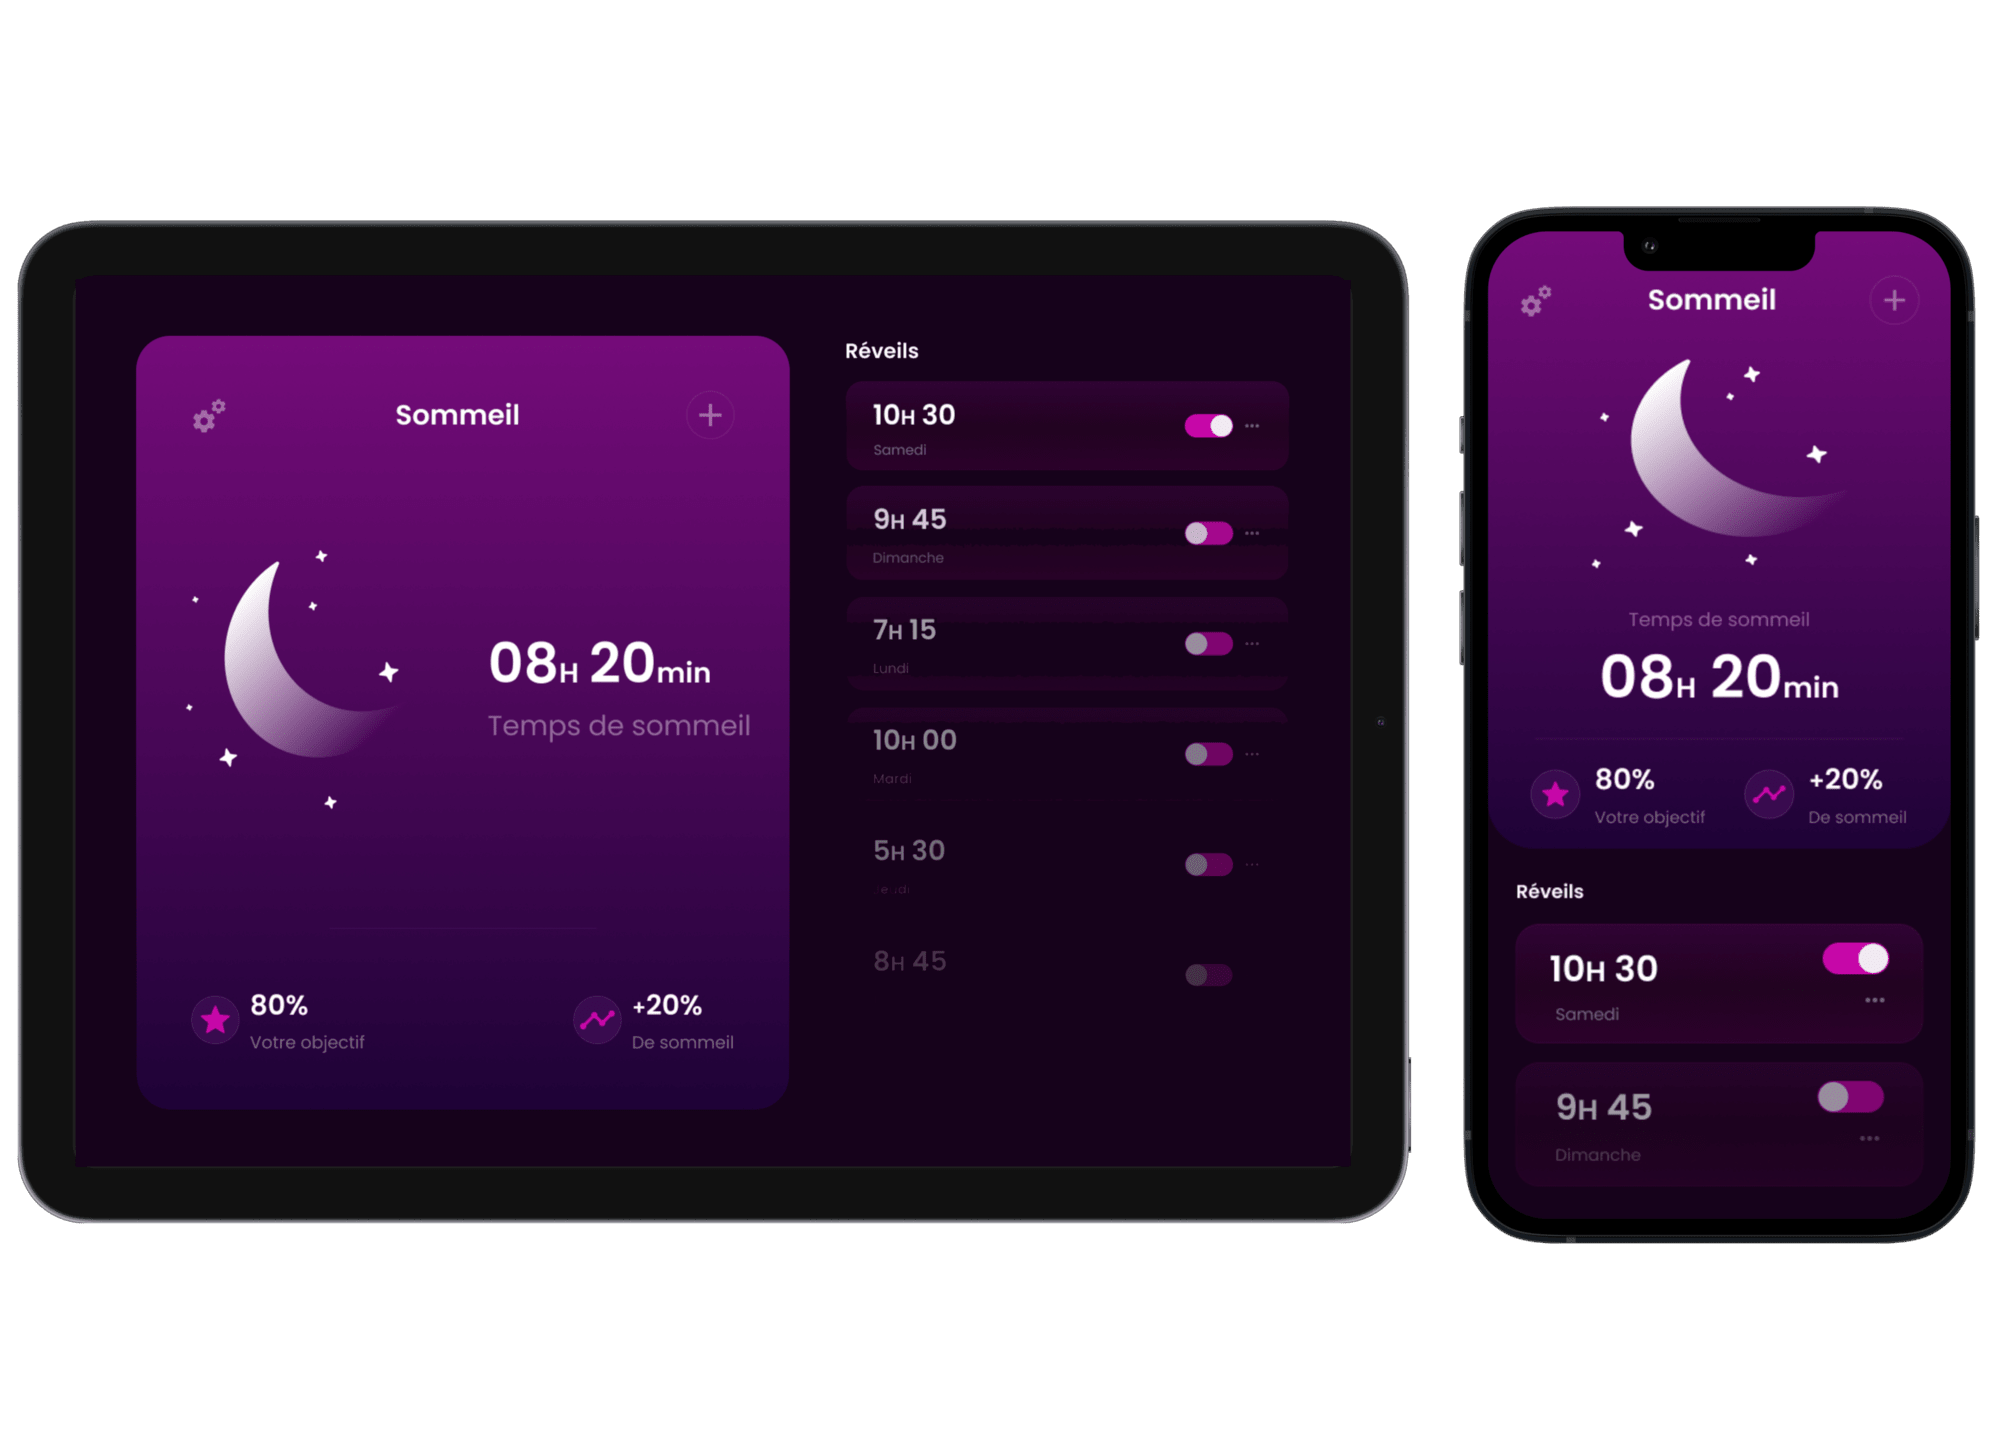 Sommeil
08H 20min
Temps de sommeil
80%
Votre objectif
+20%
De sommeil
Réveils
10H 30
Samedi
9H 45
Dimanche
7H 15
Lundi
10H 00
Mardi
5H 30
8H 45
Sommeil
Temps de sommeil
08H 20min
80%
Votre objectif
+20%
De sommeil
Réveils
10H 30
Samedi
9H 45
Dimanche